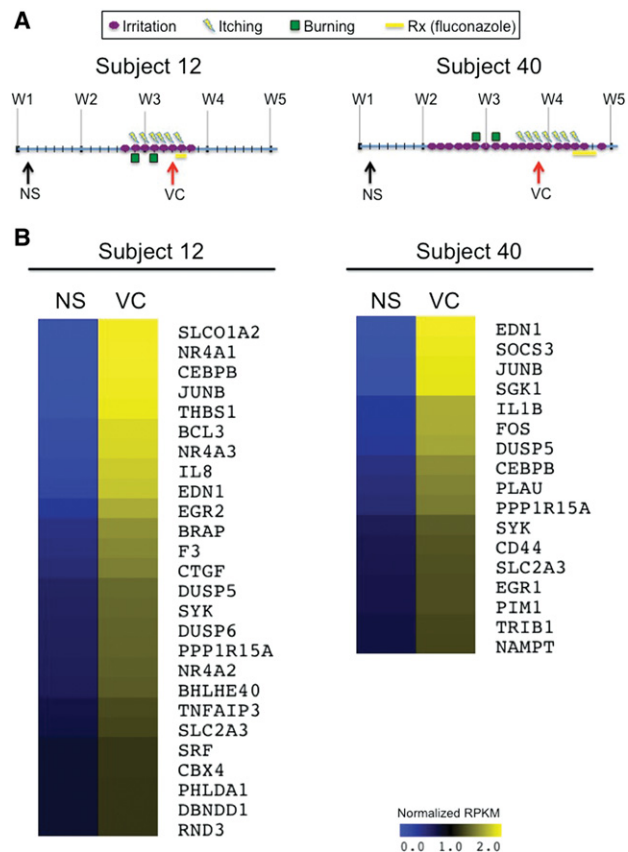 A
Irritation Itching Burning Rx (fluconazole)
Subject 12
W1 W2 W3 W4 W5
NS VC
Subject 40
W1 W2 W3 W4 W5
NS VC
B
Subject 12
NS VC
SLCO1A2
NR4A1
CEBPB
JUNB
THBS1
BCL3
NR4A3
IL8
EDN1
EGR2
BRAP
F3
CTGF
DUSP5
SYK
DUSP6
PPP1R15A
NR4A2
BHLHE40
TNFAIP3
SLC2A3
SRF
CBX4
PHLDA1
DBNDD1
RND3
Subject 40
NS VC
EDN1
SOCS3
JUNB
SGK1
IL1B
FOS
DUSP5
CEBPB
PLAU
PPP1R15A
SYK
CD44
SLC2A3
EGR1
PIM1
TRIB1
NAMPT
Normalized RPKM
0.0 1.0 2.0